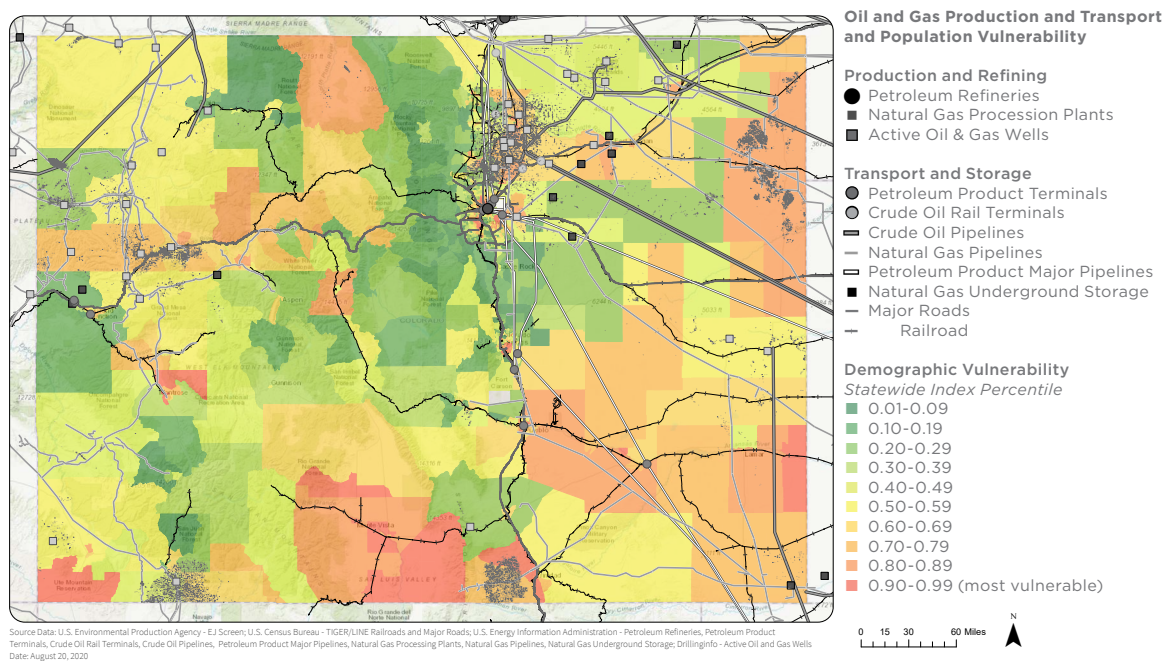 Oil and Gas Production and Transport
and Population Vulnerability
Production and Refining
Petroleum Refineries
Natural Gas Procession Plants
Active Oil & Gas Wells
Transport and Storage
Petroleum Product Terminals
Crude Oil Rail Terminals
Crude Oil Pipelines
Natural Gas Pipelines
Petroleum Product Major Pipelines
Natural Gas Underground Storage
Major Roads
Railroad
Demographic Vulnerability
Statewide Index Percentile
0.01-0.09
0.10-0.19
0.20-0.29
0.30-0.39
0.40-0.49
0.50-0.59
0.60-0.69
0.70-0.79
0.80-0.89
0.90-0.99 (most vulnerable)
N
0 15 30 60 Miles
SIERRA MADRE RANGE
Gunnison
SAN LUIS VALLEY
Rio Grande del
Norte National
Navajo
Source Data: U.S. Environmental Production Agency - EJ Screen; U.S. Census Bureau - TIGER/LINE Railroads and Major Roads; U.S. Energy Information Administration - Petroleum Refineries, Petroleum Product
Terminals, Crude Oil Rail Terminals, Crude Oil Pipelines, Petroleum Product Major Pipelines, Natural Gas Processing Plants, Natural Gas Pipelines, Natural Gas Underground Storage; Drillinginfo - Active Oil and Gas Wells
Date: August 20, 2020